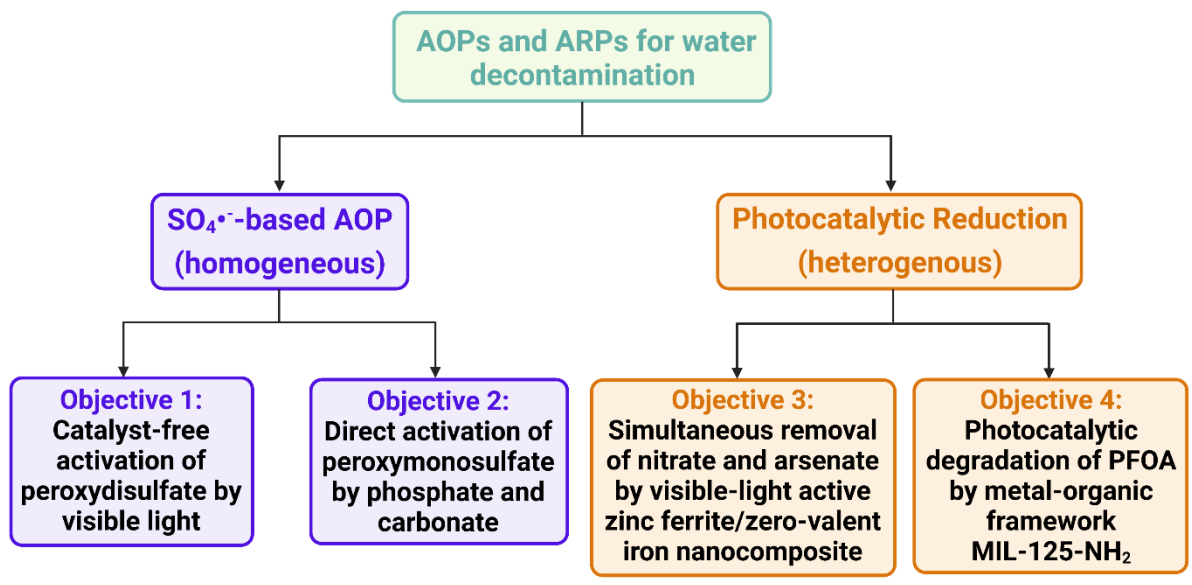 AOPs and ARPs for water
decontamination
SO₄•⁻-based AOP
(homogeneous)
Photocatalytic Reduction
(heterogenous)
Objective 1:
Catalyst-free
activation of
peroxydisulfate by
visible light
Objective 2:
Direct activation of
peroxymonosulfate
by phosphate and
carbonate
Objective 3:
Simultaneous removal
of nitrate and arsenate
by visible-light active
zinc ferrite/zero-valent
iron nanocomposite
Objective 4:
Photocatalytic
degradation of PFOA
by metal-organic
framework
MIL-125-NH₂